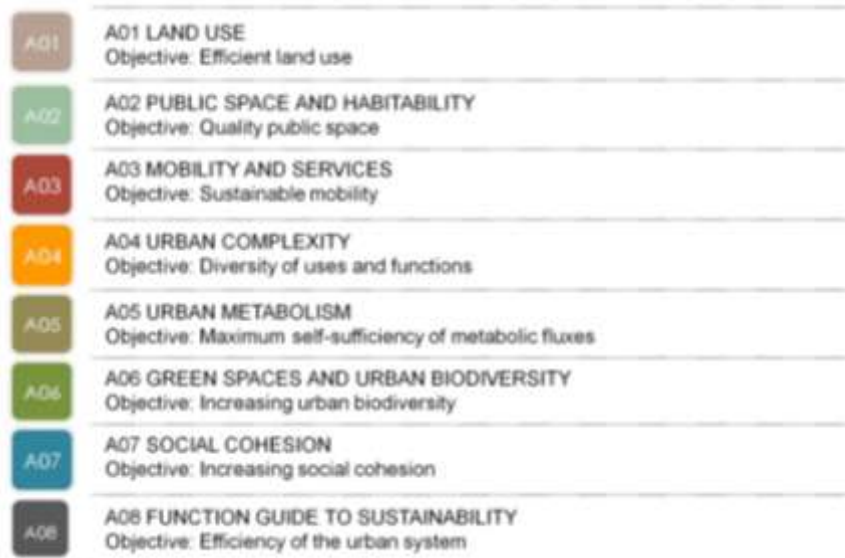 A01
A01 LAND USE
Objective: Efficient land use
A02
A02 PUBLIC SPACE AND HABITABILITY
Objective: Quality public space
A03
A03 MOBILITY AND SERVICES
Objective: Sustainable mobility
A04
A04 URBAN COMPLEXITY
Objective: Diversity of uses and functions
A05
A05 URBAN METABOLISM
Objective: Maximum self-sufficiency of metabolic fluxes
A06
A06 GREEN SPACES AND URBAN BIODIVERSITY
Objective: Increasing urban biodiversity
A07
A07 SOCIAL COHESION
Objective: Increasing social cohesion
A08
A08 FUNCTION GUIDE TO SUSTAINABILITY
Objective: Efficiency of the urban system